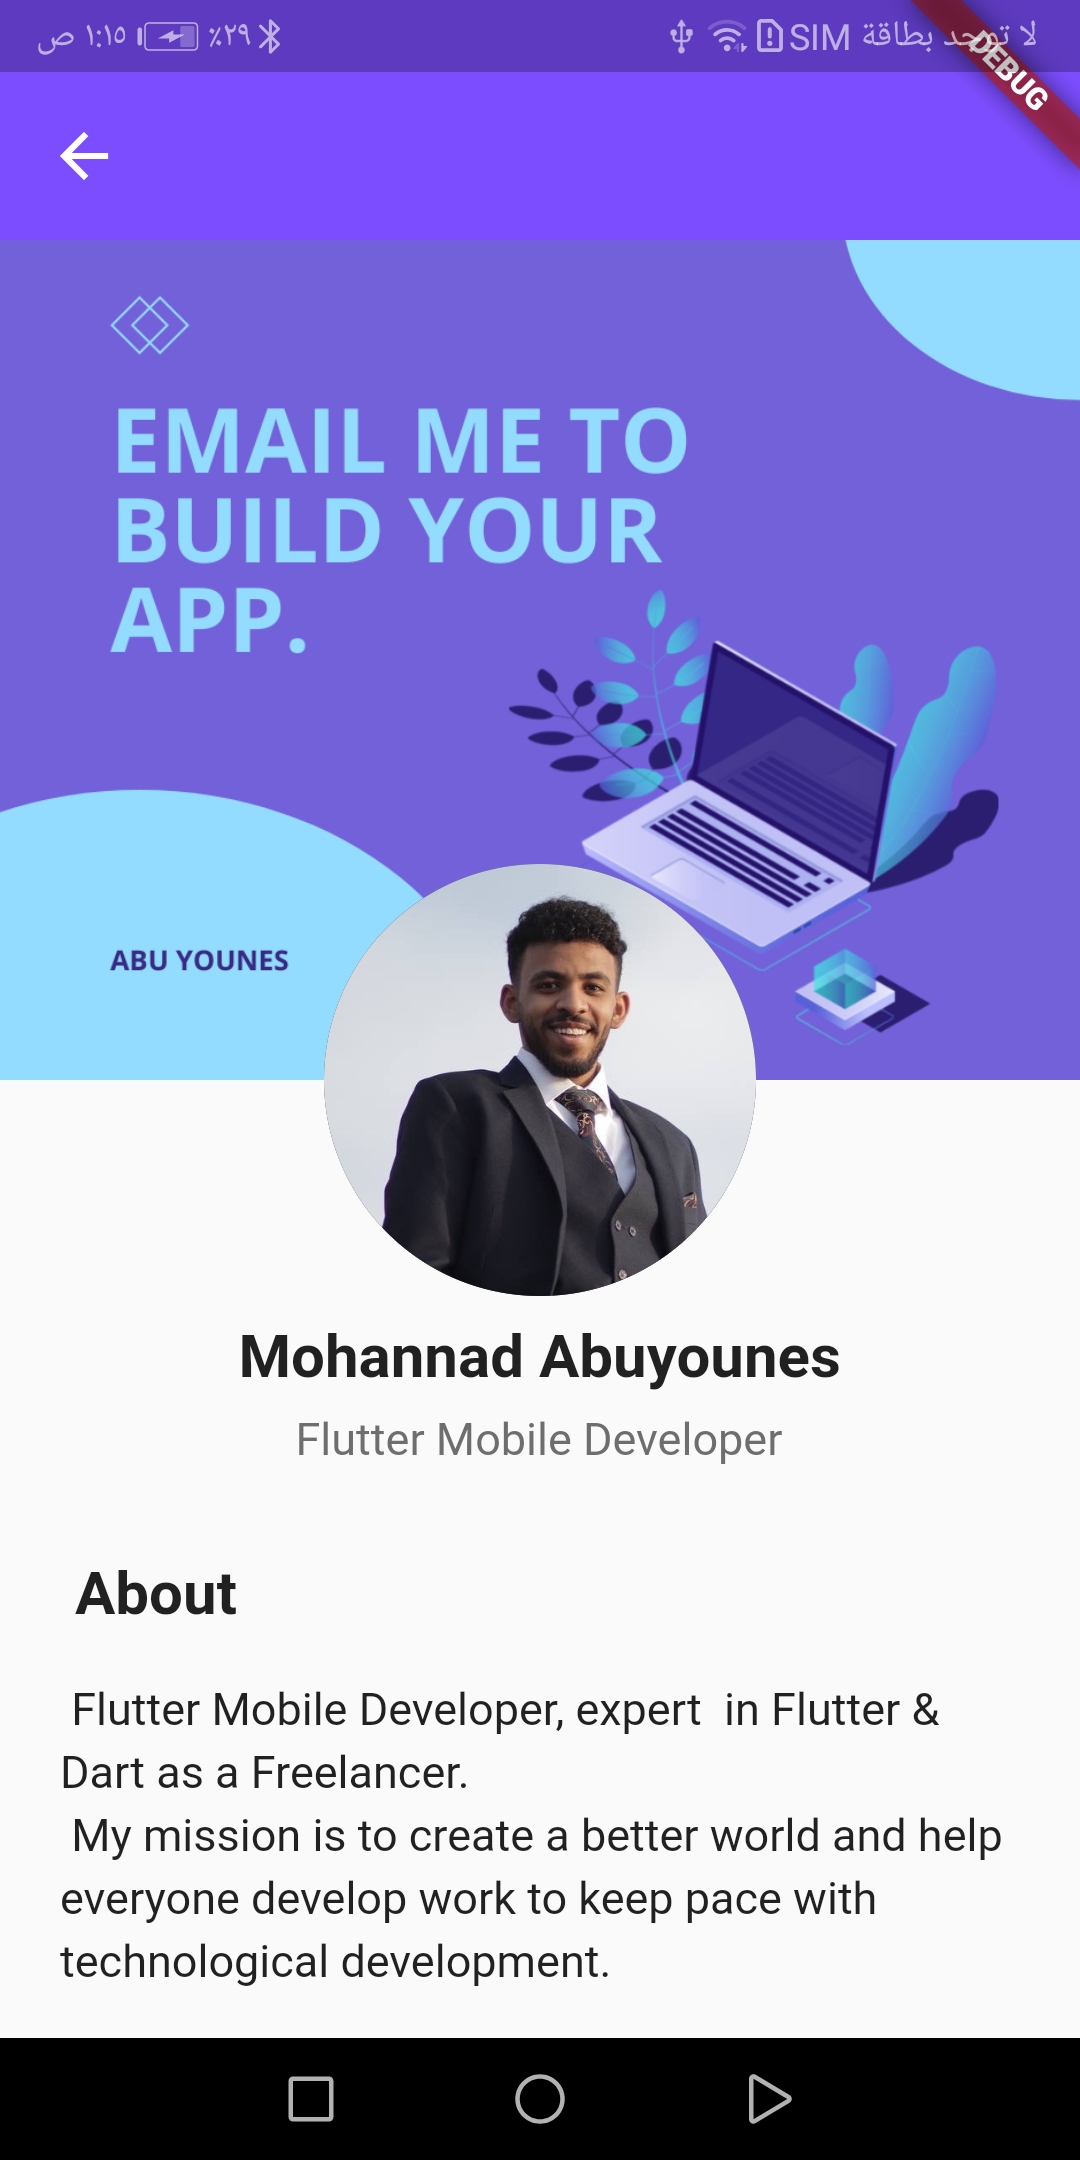 ١:١٥ ص
٪٢٩
لا توجد بطاقة SIM
DEBUG
EMAIL ME TO
BUILD YOUR
APP.
ABU YOUNES
Mohannad Abuyounes
Flutter Mobile Developer
About
Flutter Mobile Developer, expert  in Flutter &
Dart as a Freelancer.
My mission is to create a better world and help
everyone develop work to keep pace with
technological development.